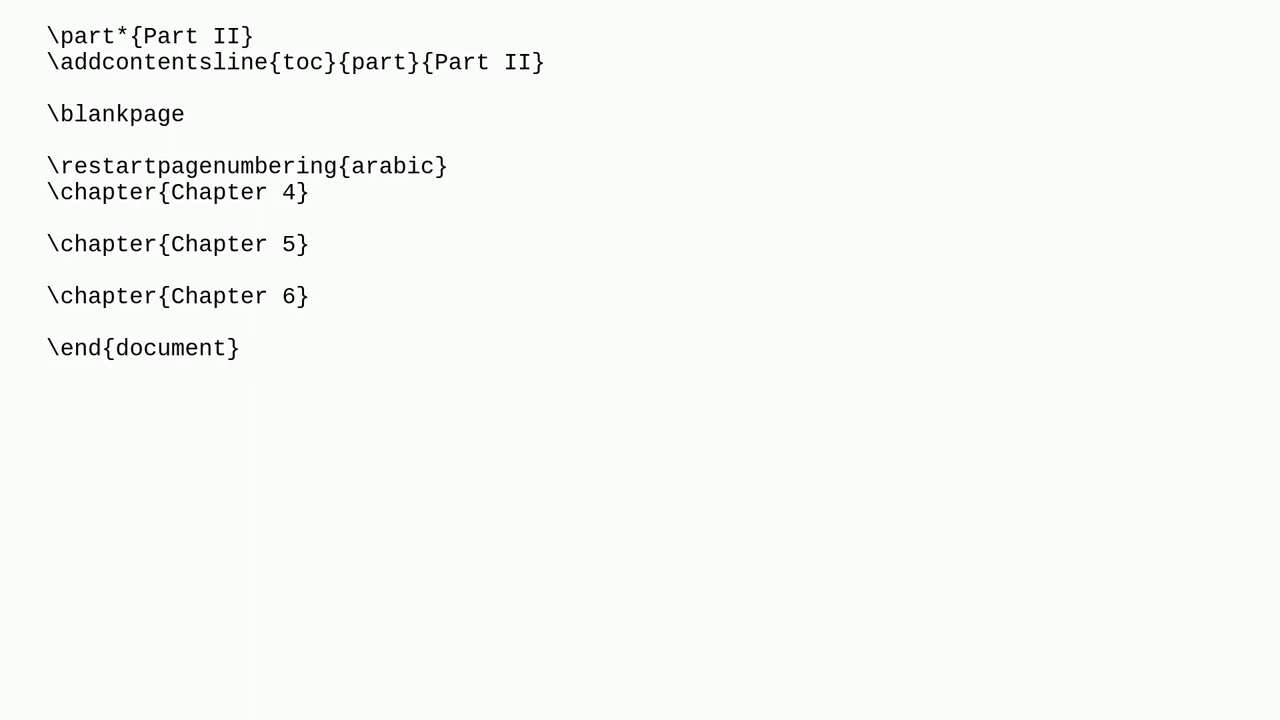 \part*{Part II}
\addcontentsline{toc}{part}{Part II}
\blankpage
\restartpagenumbering{arabic}
\chapter{Chapter 4}
\chapter{Chapter 5}
\chapter{Chapter 6}
\end{document}